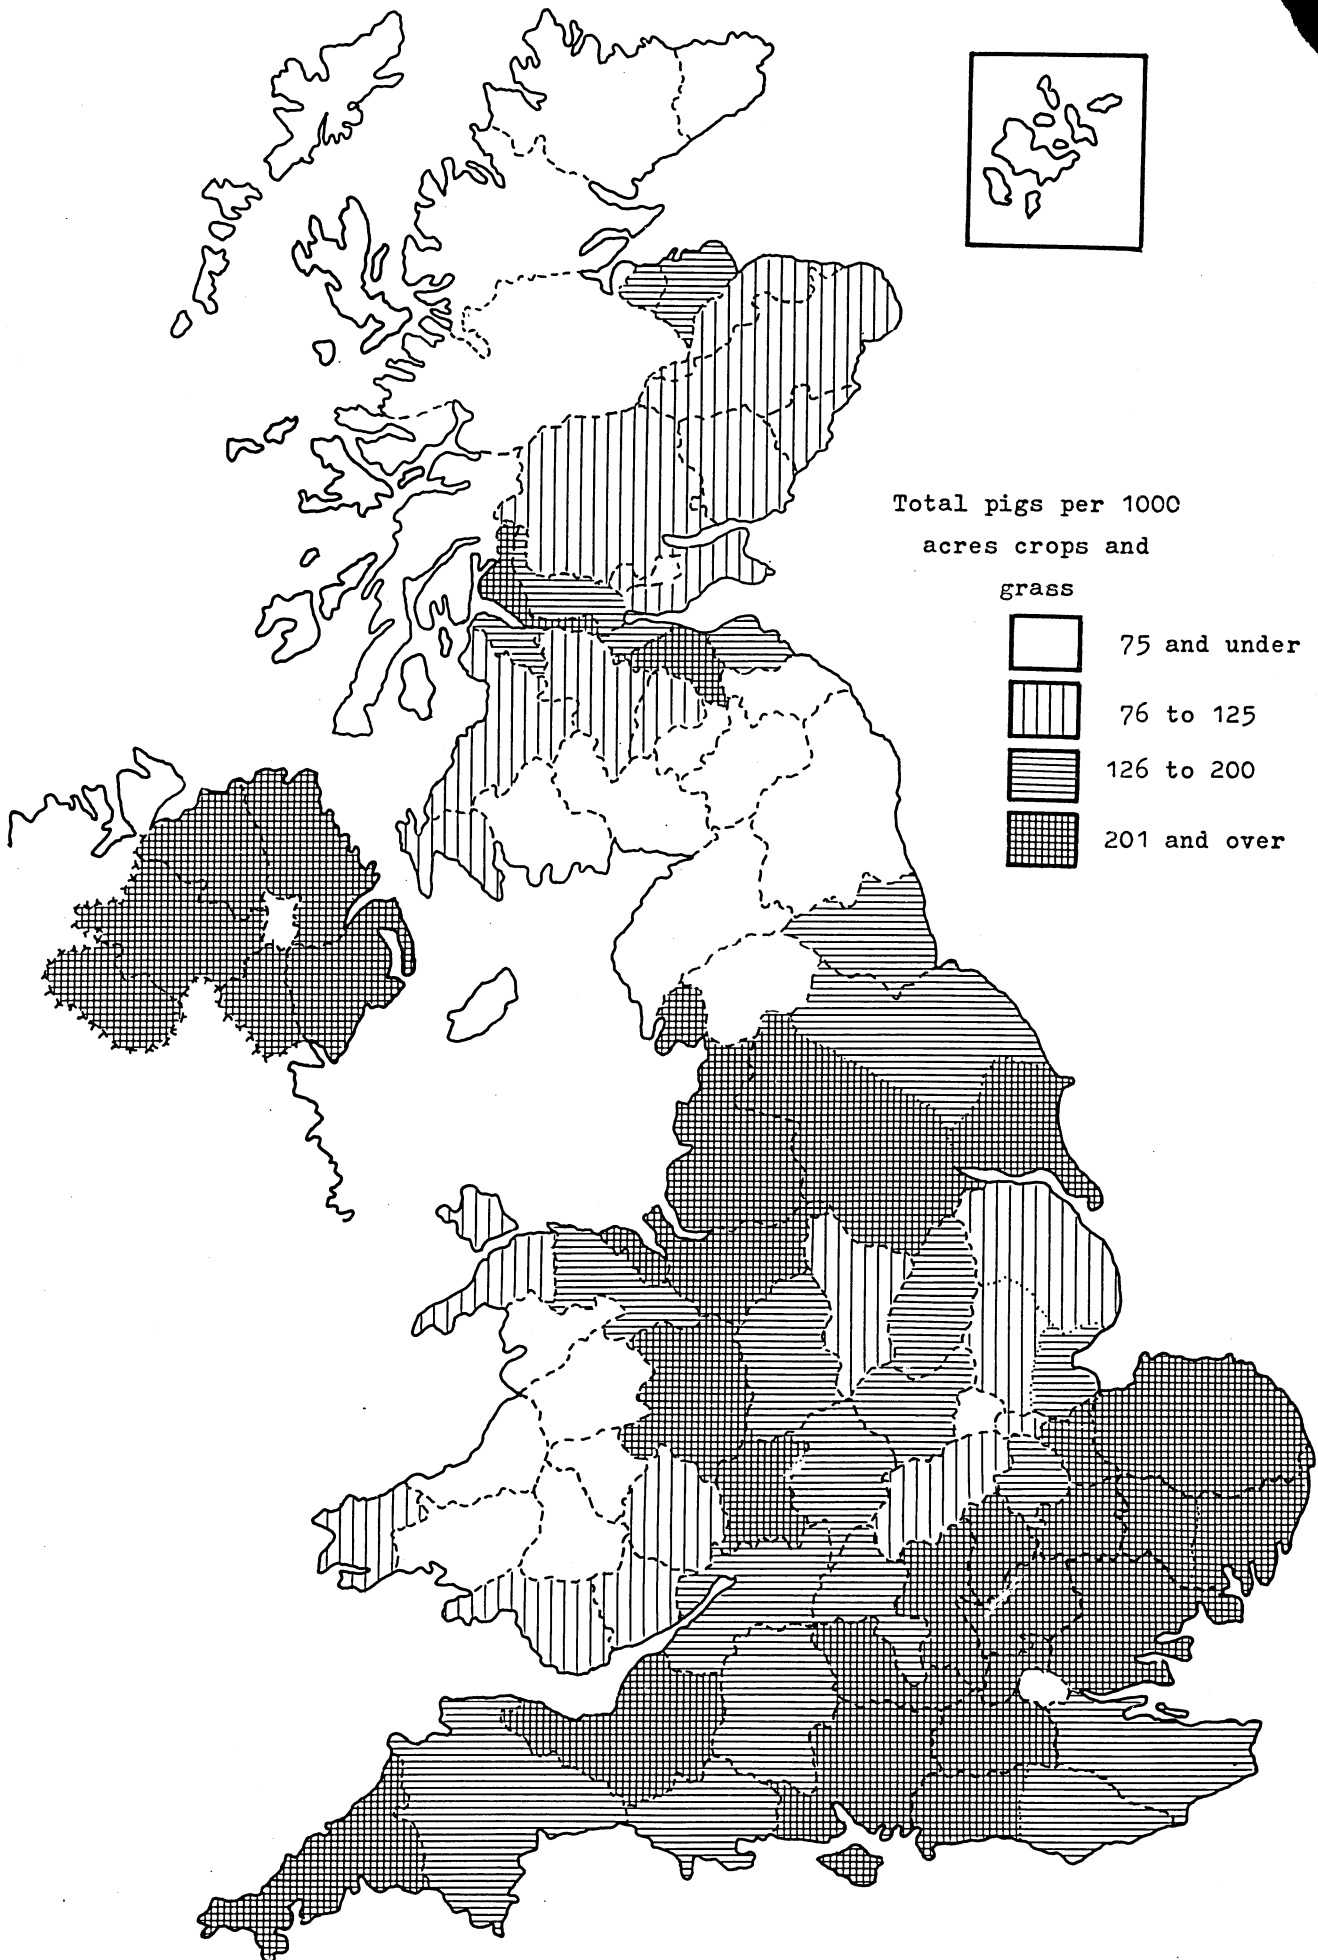 Total pigs per 1000
acres crops and
grass
75 and under
76 to 125
126 to 200
201 and over